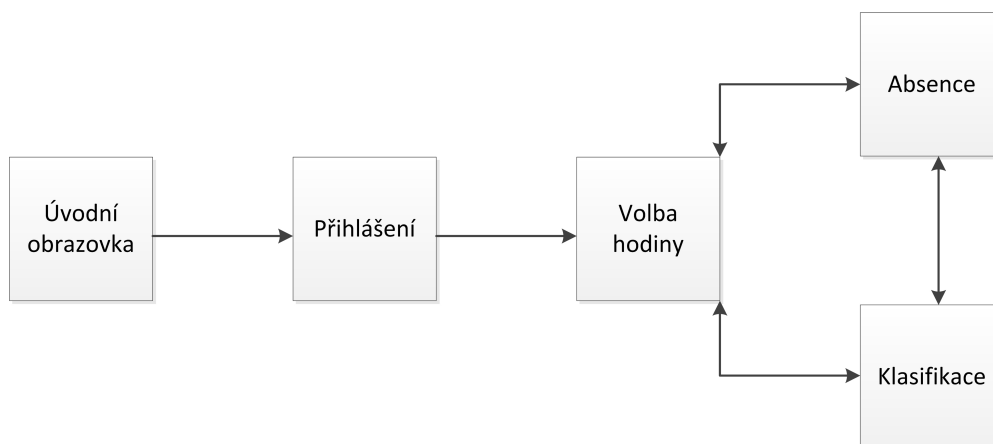 Úvodní
obrazovka
Přihlášení
Volba
hodiny
Absence
Klasifikace